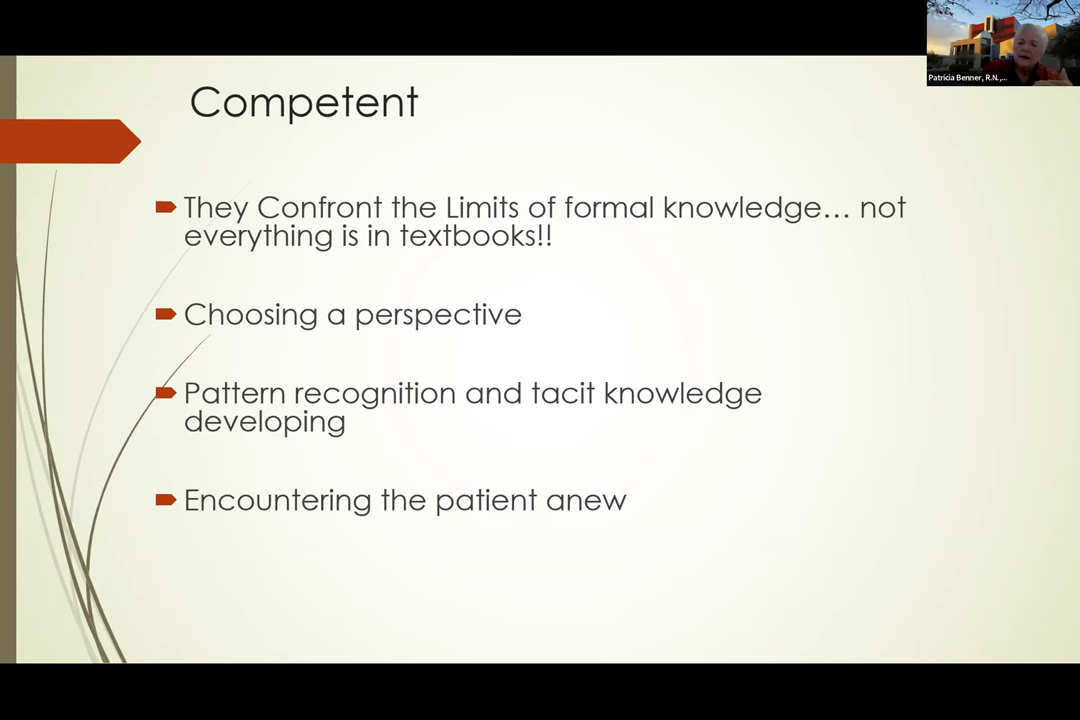 Patricia Benner, R.N.,...
Competent
They Confront the Limits of formal knowledge... not
everything is in textbooks!!
Choosing a perspective
Pattern recognition and tacit knowledge
developing
Encountering the patient anew